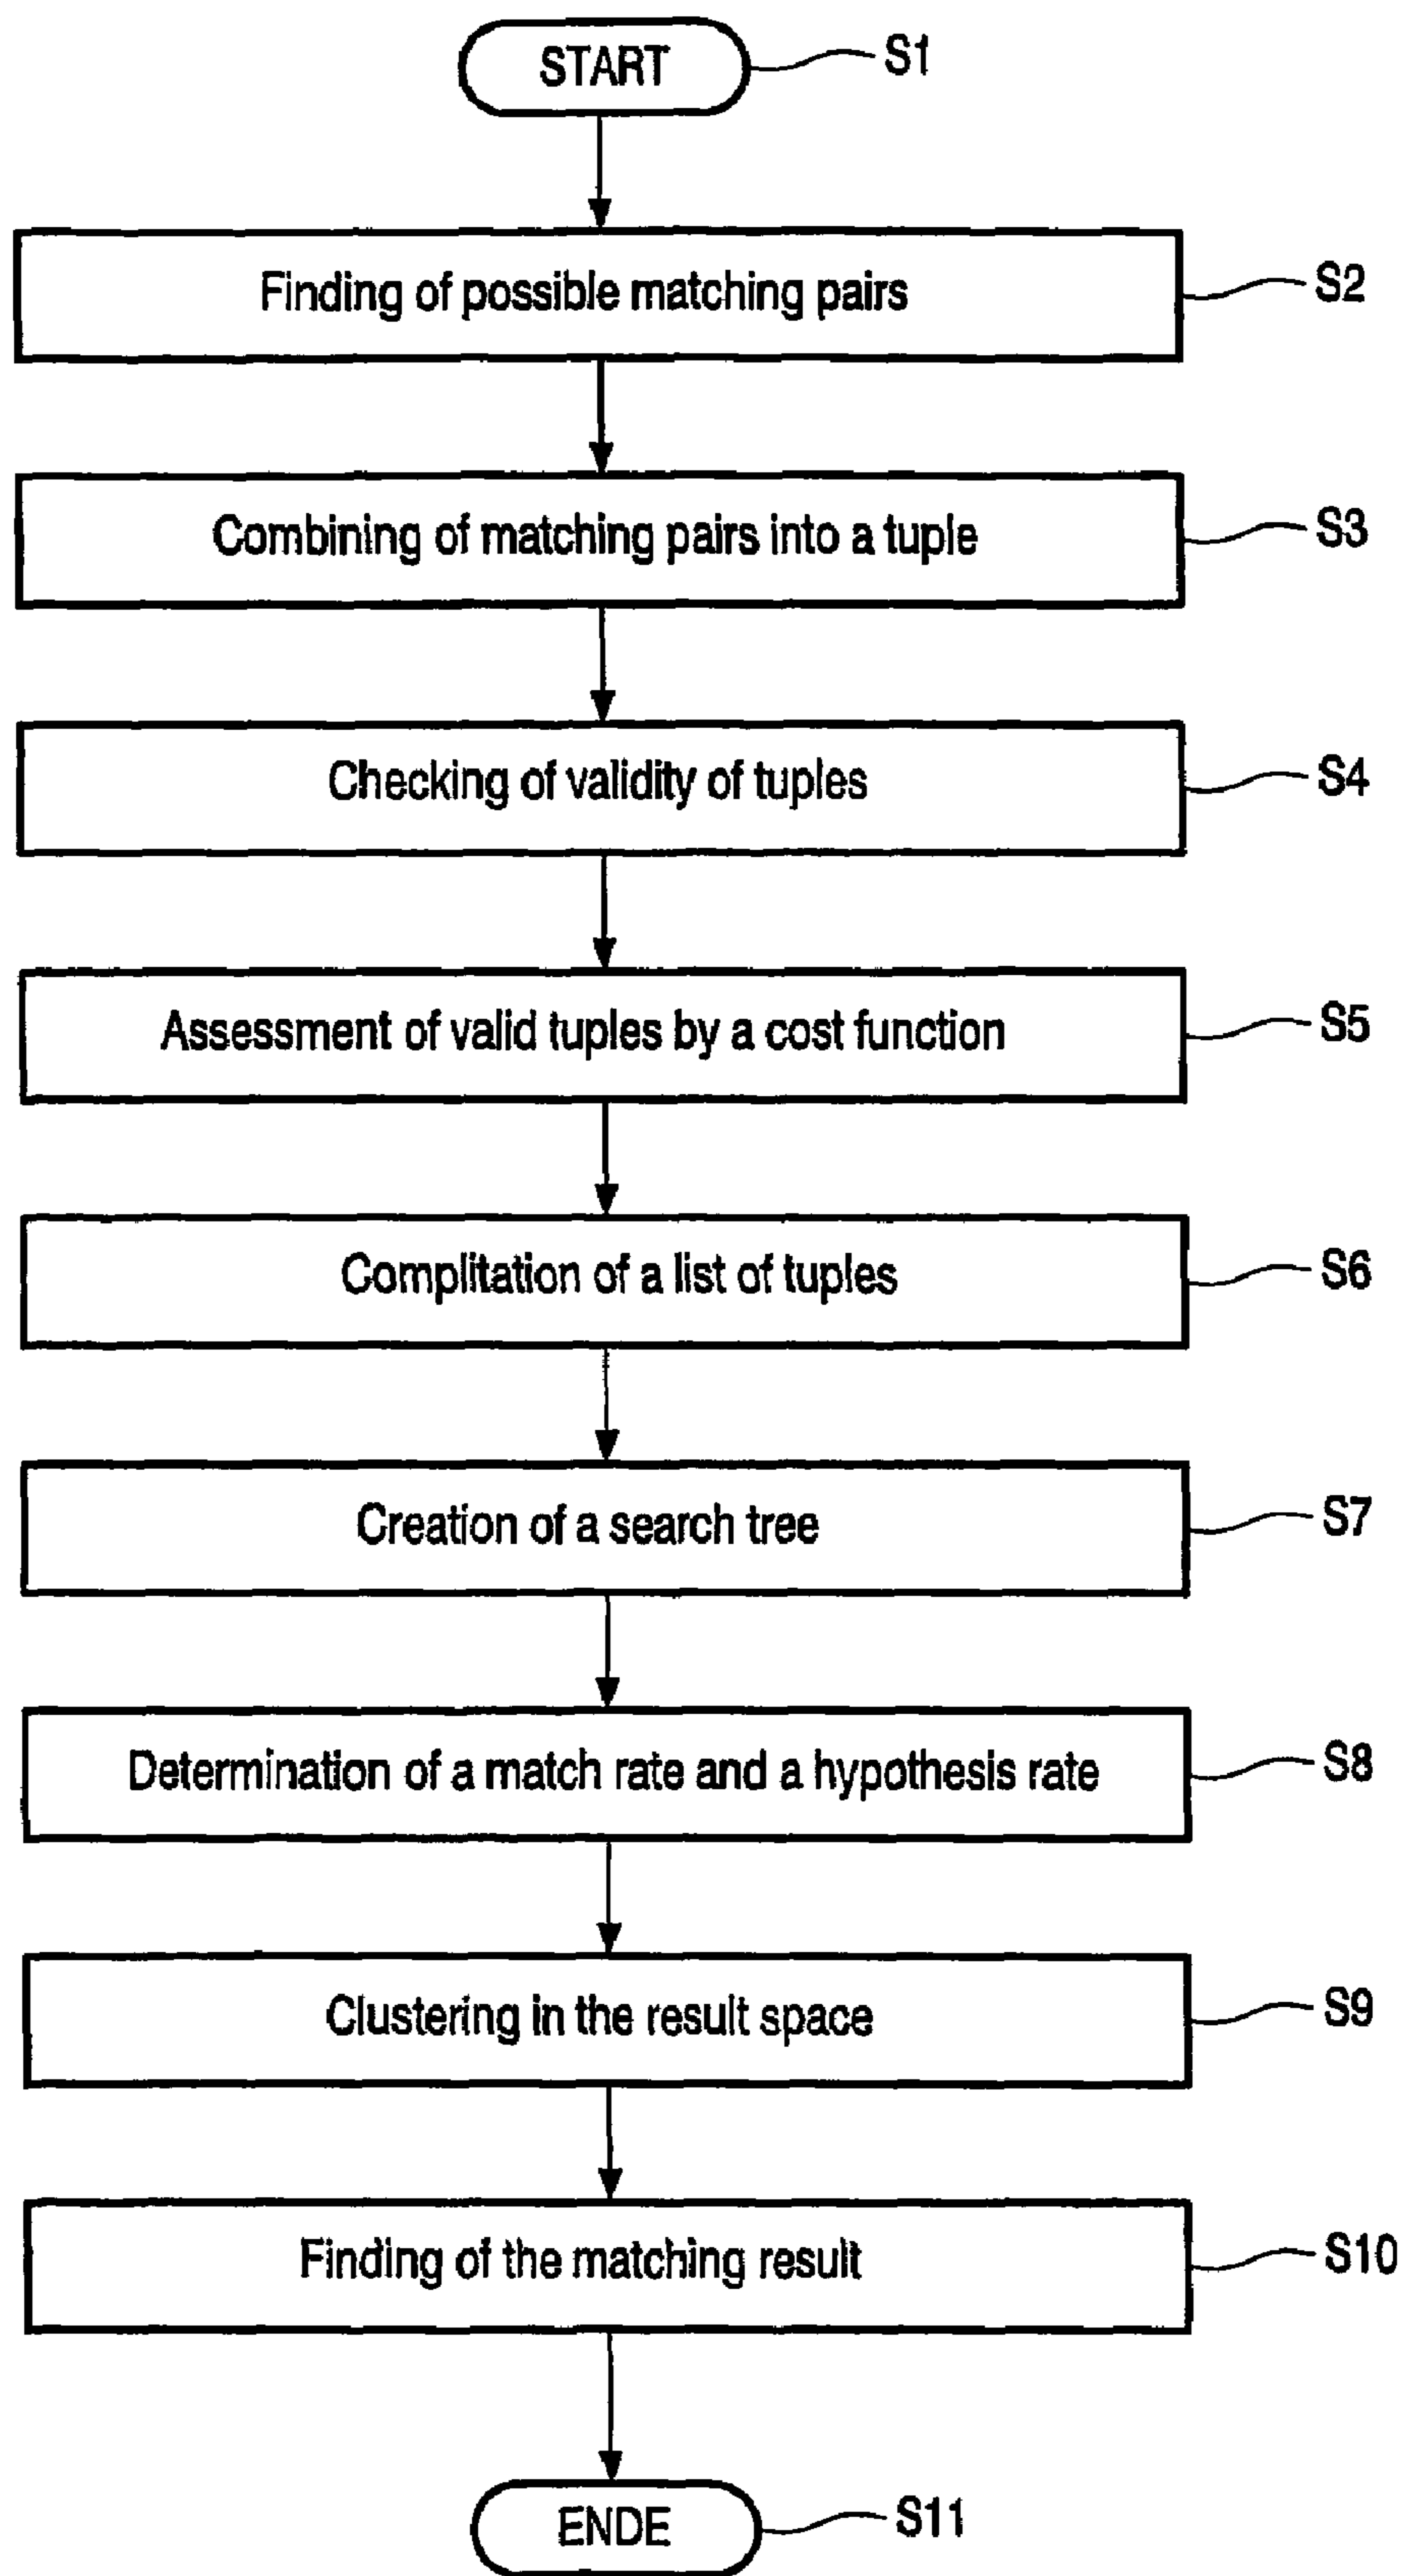 START
S1
Finding of possible matching pairs
S2
Combining of matching pairs into a tuple
S3
Checking of validity of tuples
S4
Assessment of valid tuples by a cost function
S5
Complitation of a list of tuples
S6
Creation of a search tree
S7
Determination of a match rate and a hypothesis rate
S8
Clustering in the result space
S9
Finding of the matching result
S10
ENDE
S11